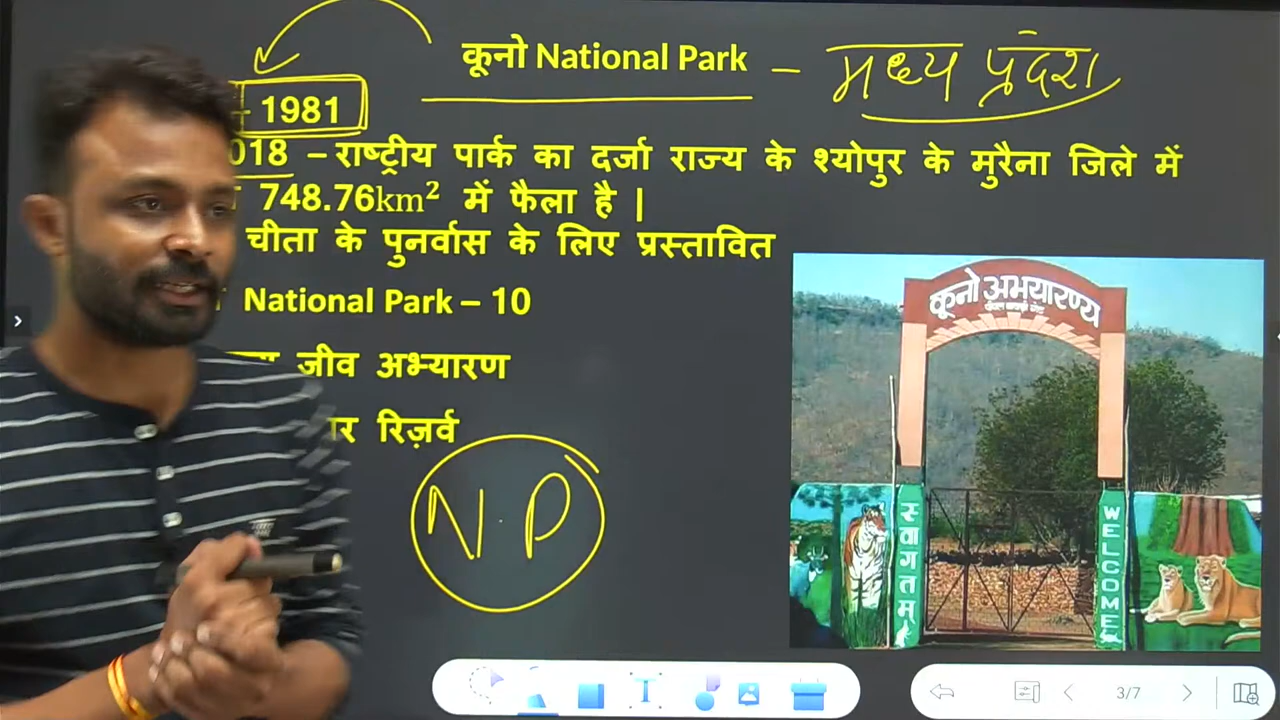 कूनो National Park – मध्य प्रदेश
– 1981
018 – राष्ट्रीय पार्क का दर्जा राज्य के श्योपुर के मुरैना जिले में
748.76km² में फैला है |
चीता के पुनर्वास के लिए प्रस्तावित
National Park – 10
जीव अभ्यारण
रिज़र्व
N.P
कूनो अभयारण्य
स्वागतम्
WELCOME
T
3/7